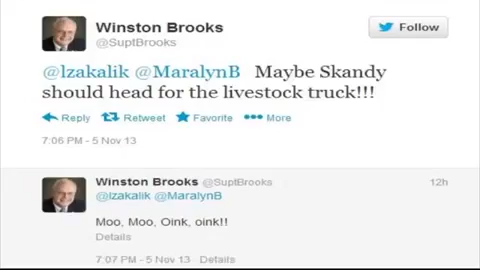 Winston Brooks
@SuptBrooks
Follow
@lzakalik @MaralynB Maybe Skandy
should head for the livestock truck!!!
Reply Retweet Favorite More
7:06 PM - 5 Nov 13
Winston Brooks @SuptBrooks 12h
@lzakalik @MaralynB
Moo, Moo, Oink, oink!!
Details
7:07 PM - 5 Nov 13 Details